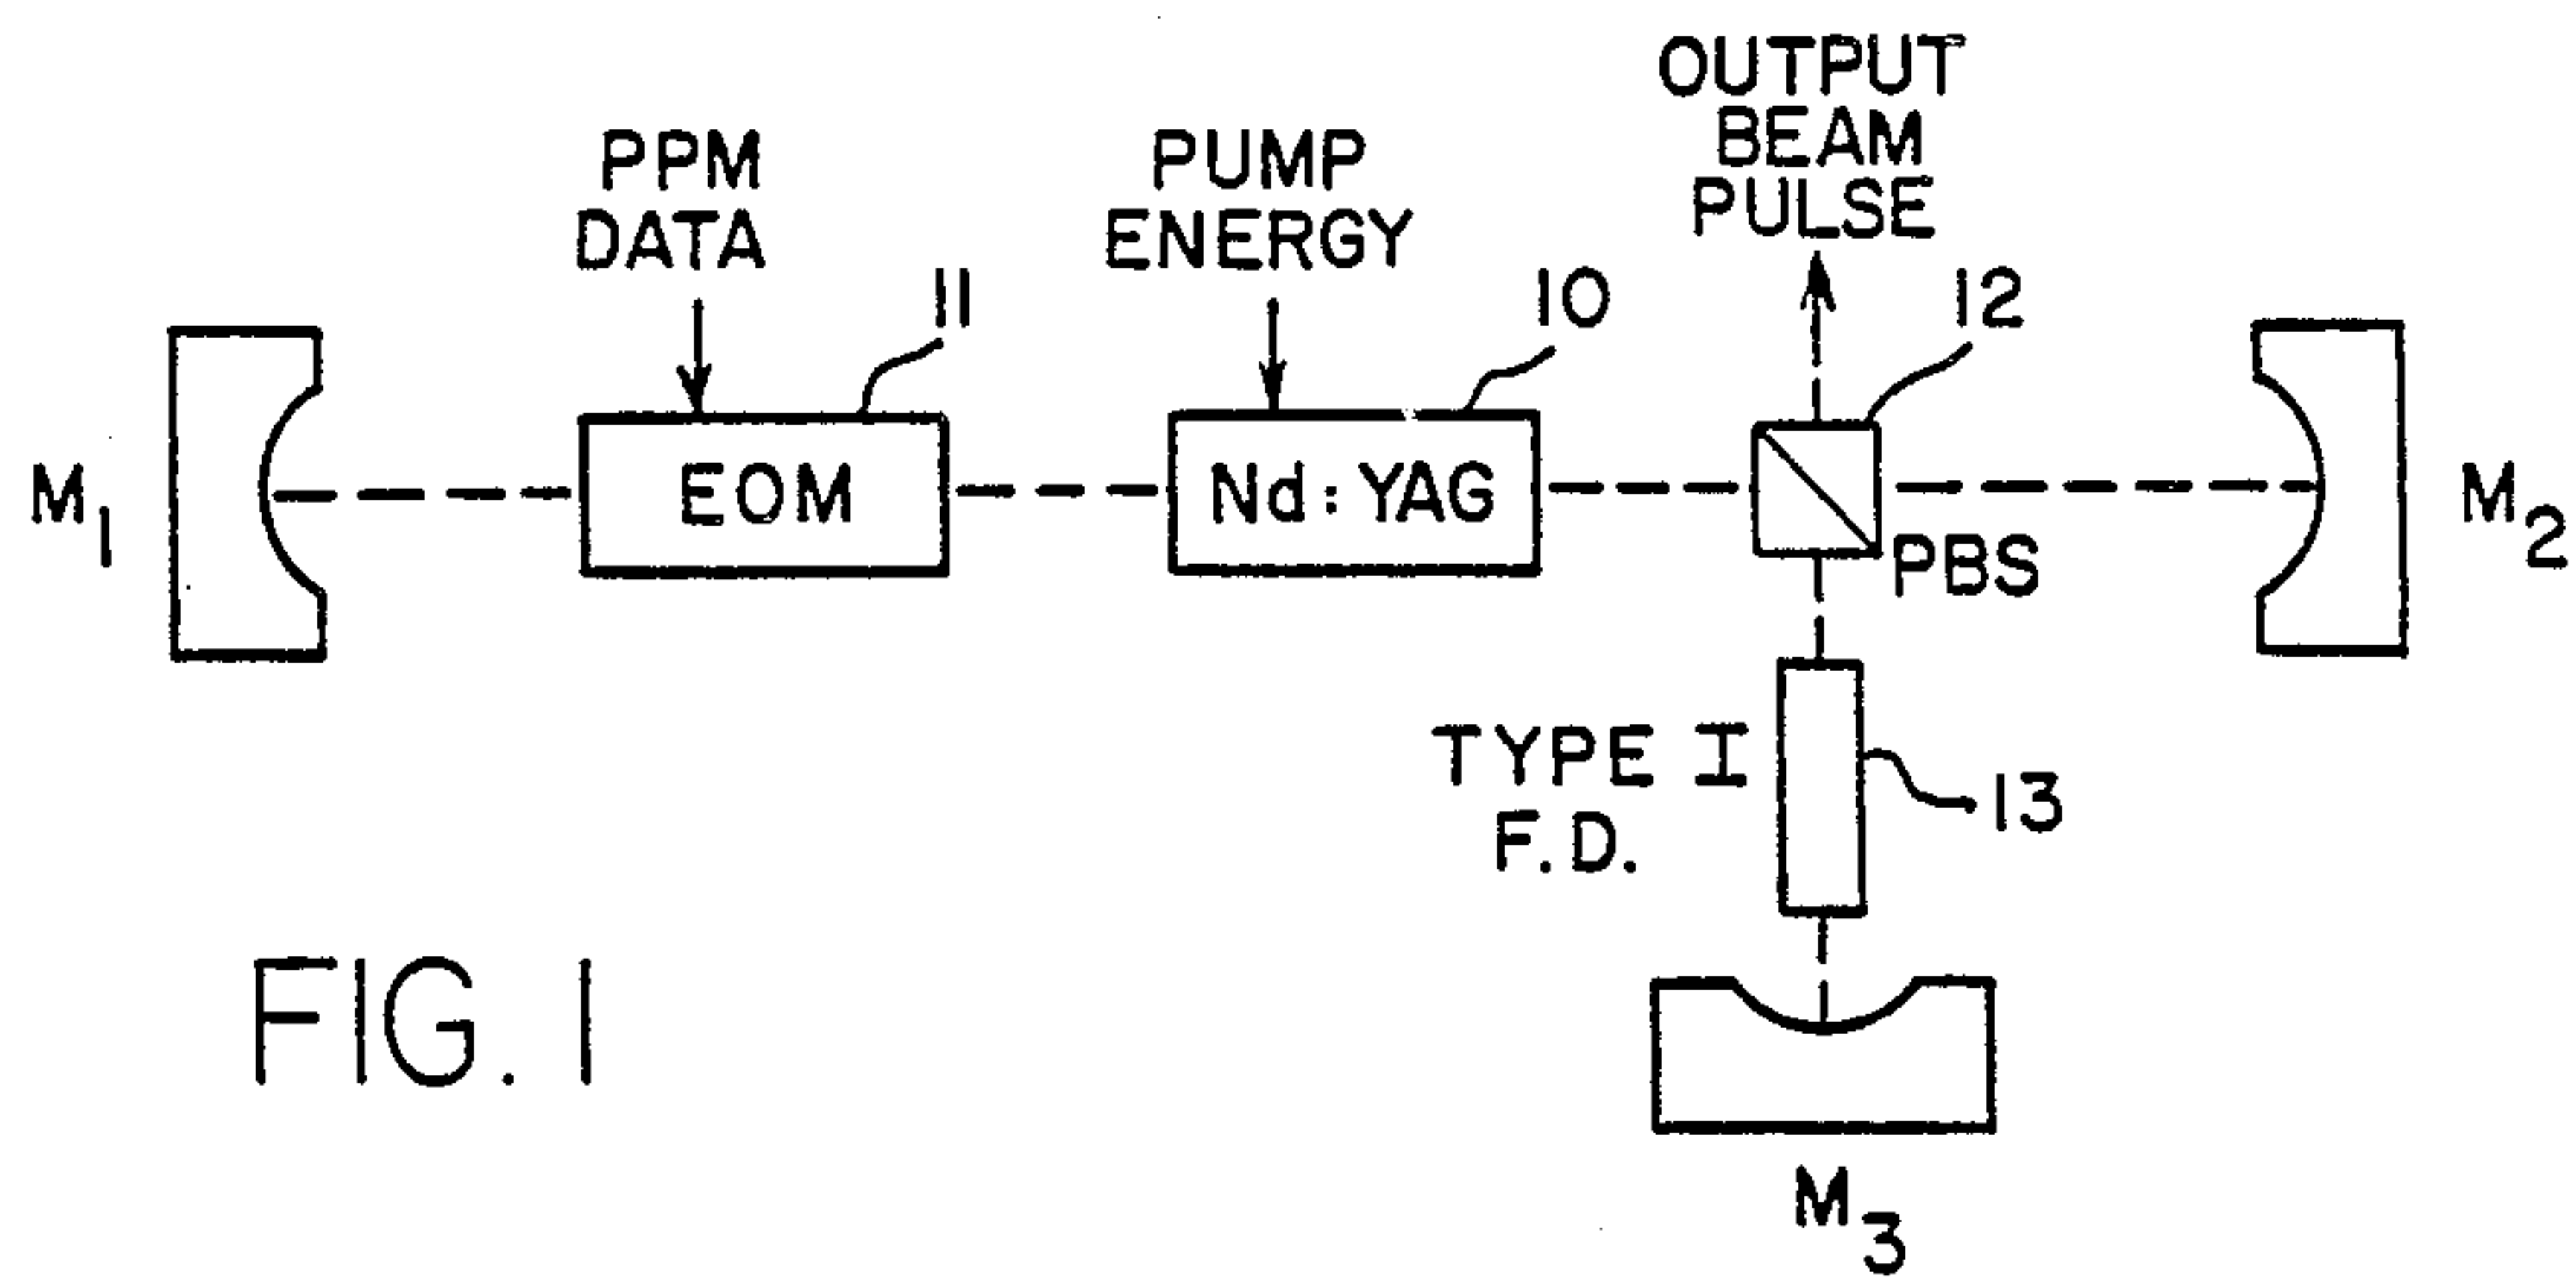 OUTPUT
BEAM
PULSE
PPM
DATA
PUMP
ENERGY
11
10
12
M1
EOM
Nd: YAG
PBS
M2
TYPE I
F.D.
13
M3
FIG. 1